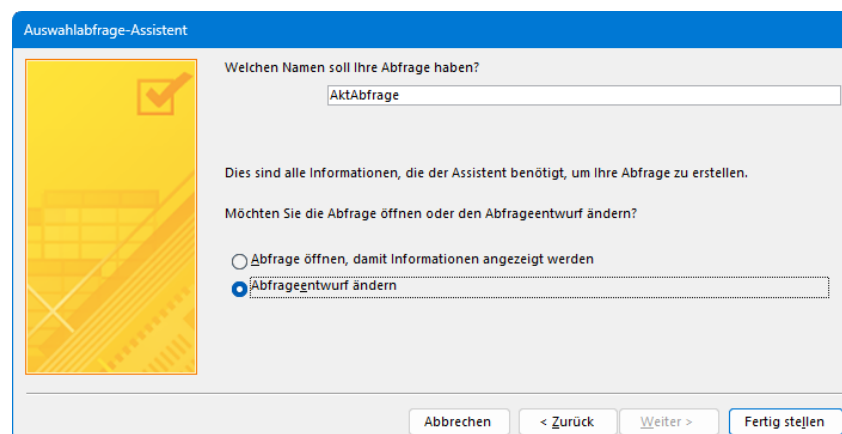 Auswahlabfrage-Assistent
Welchen Namen soll Ihre Abfrage haben?
AktAbfrage
Dies sind alle Informationen, die der Assistent benötigt, um Ihre Abfrage zu erstellen.
Möchten Sie die Abfrage öffnen oder den Abfrageentwurf ändern?
Abfrage öffnen, damit Informationen angezeigt werden
Abfrageentwurf ändern
Abbrechen < Zurück Weiter > Fertig stellen